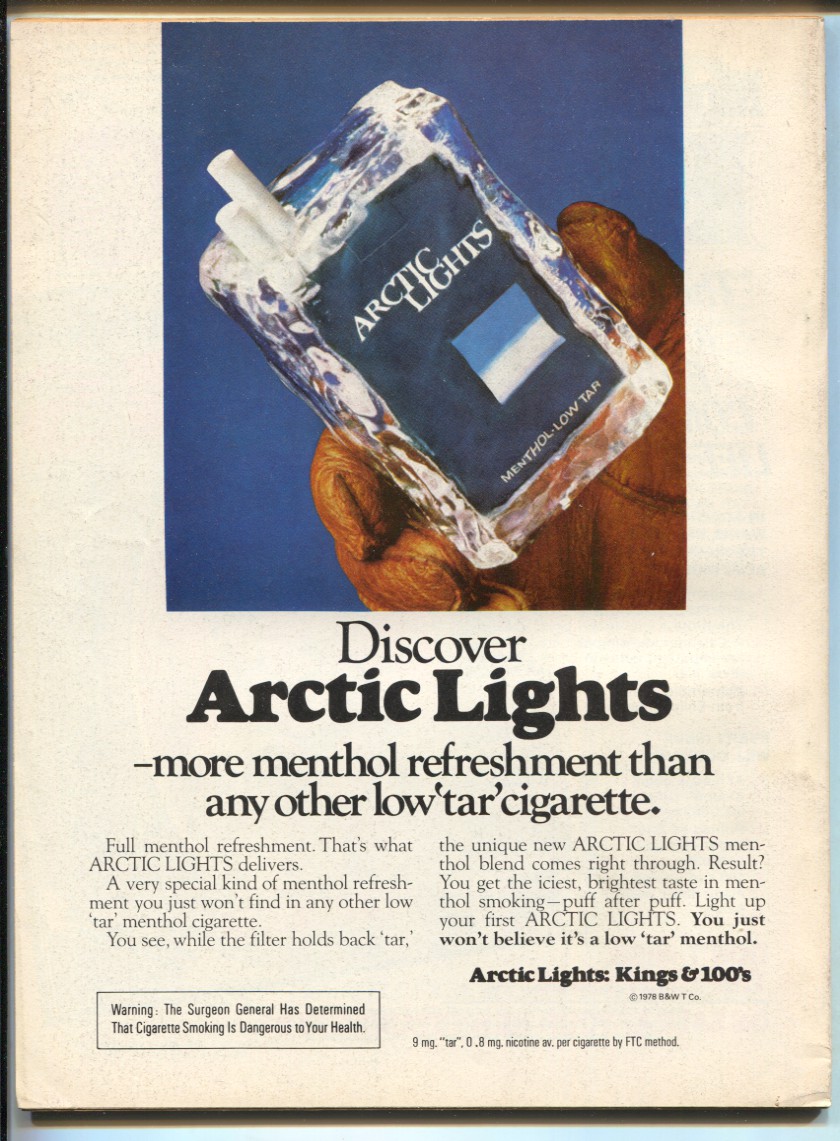 ARCTIC
LIGHTS
MENTHOL-LOW TAR
Discover
Arctic Lights
–more menthol refreshment than
any other low‘tar’cigarette.
Full menthol refreshment. That's what
ARCTIC LIGHTS delivers.
A very special kind of menthol refresh-
ment you just won't find in any other low
‘tar’ menthol cigarette.
You see, while the filter holds back ‘tar,’
the unique new ARCTIC LIGHTS men-
thol blend comes right through. Result?
You get the iciest, brightest taste in men-
thol smoking—puff after puff. Light up
your first ARCTIC LIGHTS. You just
won't believe it's a low ‘tar’ menthol.
Arctic Lights: Kings & 100's
© 1978 B&W T Co.
Warning: The Surgeon General Has Determined
That Cigarette Smoking Is Dangerous to Your Health.
9 mg. "tar", 0.8 mg. nicotine av. per cigarette by FTC method.